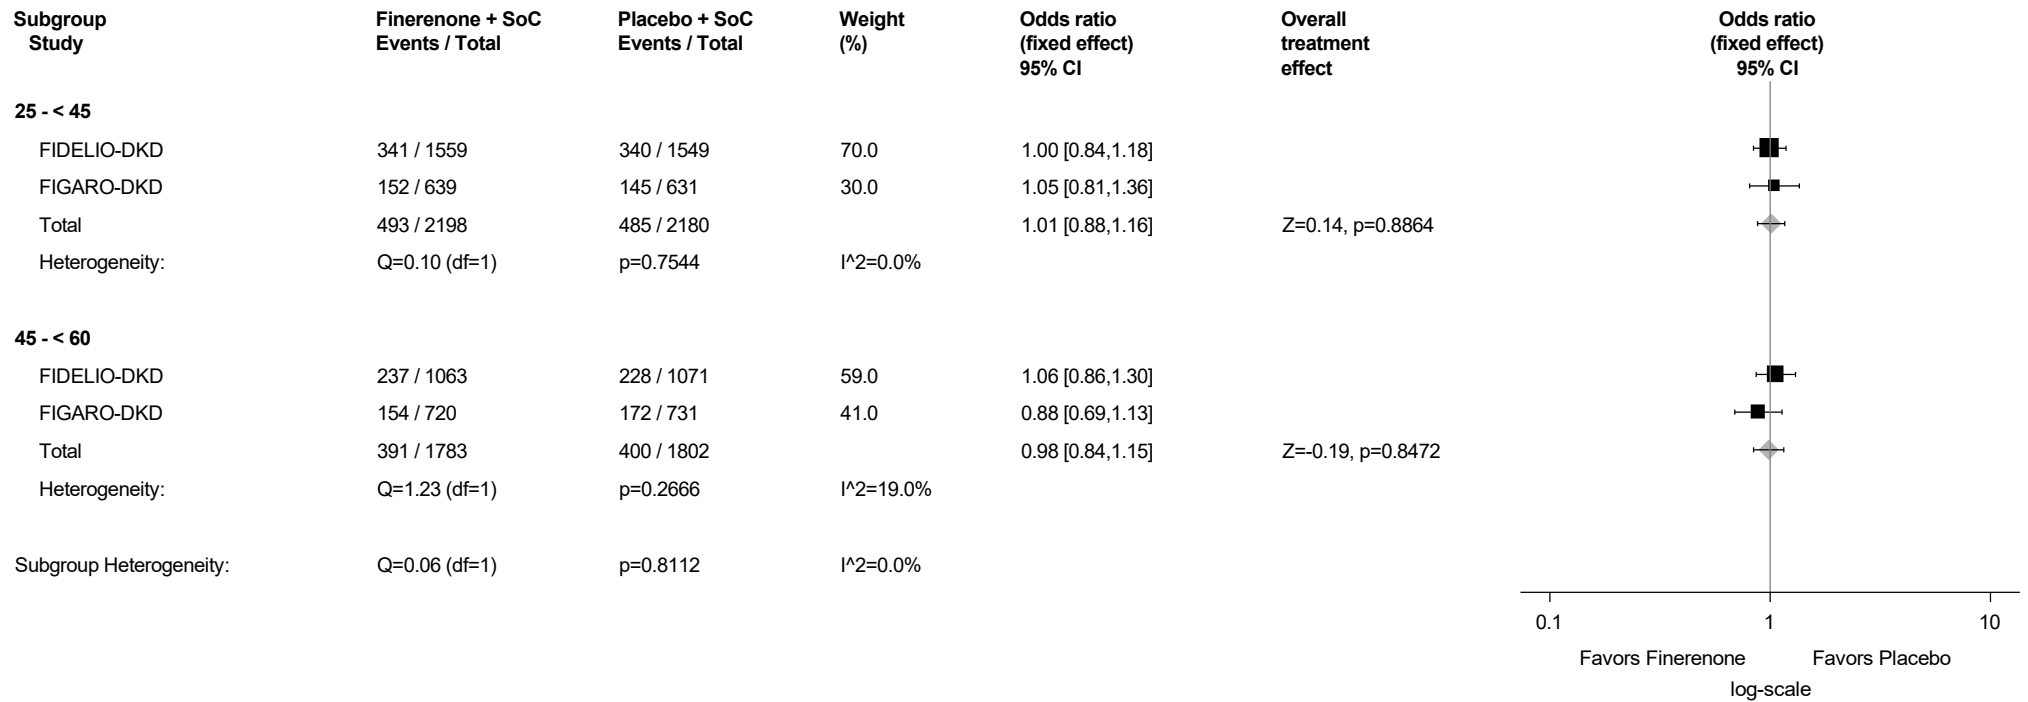 Subgroup Finerenone + SoC Placebo + SoC Weight Odds ratio Overall Odds ratio
Study Events / Total Events / Total (%) (fixed effect) treatment (fixed effect)
95% CI effect 95% CI
25 - < 45
FIDELIO-DKD 341 / 1559 340 / 1549 70.0 1.00 [0.84,1.18]
FIGARO-DKD 152 / 639 145 / 631 30.0 1.05 [0.81,1.36]
Total 493 / 2198 485 / 2180 1.01 [0.88,1.16] Z=0.14, p=0.8864
Heterogeneity: Q=0.10 (df=1) p=0.7544 I^2=0.0%
45 - < 60
FIDELIO-DKD 237 / 1063 228 / 1071 59.0 1.06 [0.86,1.30]
FIGARO-DKD 154 / 720 172 / 731 41.0 0.88 [0.69,1.13]
Total 391 / 1783 400 / 1802 0.98 [0.84,1.15] Z=-0.19, p=0.8472
Heterogeneity: Q=1.23 (df=1) p=0.2666 I^2=19.0%
Subgroup Heterogeneity: Q=0.06 (df=1) p=0.8112 I^2=0.0%
0.1 1 10
Favors Finerenone Favors Placebo
log-scale